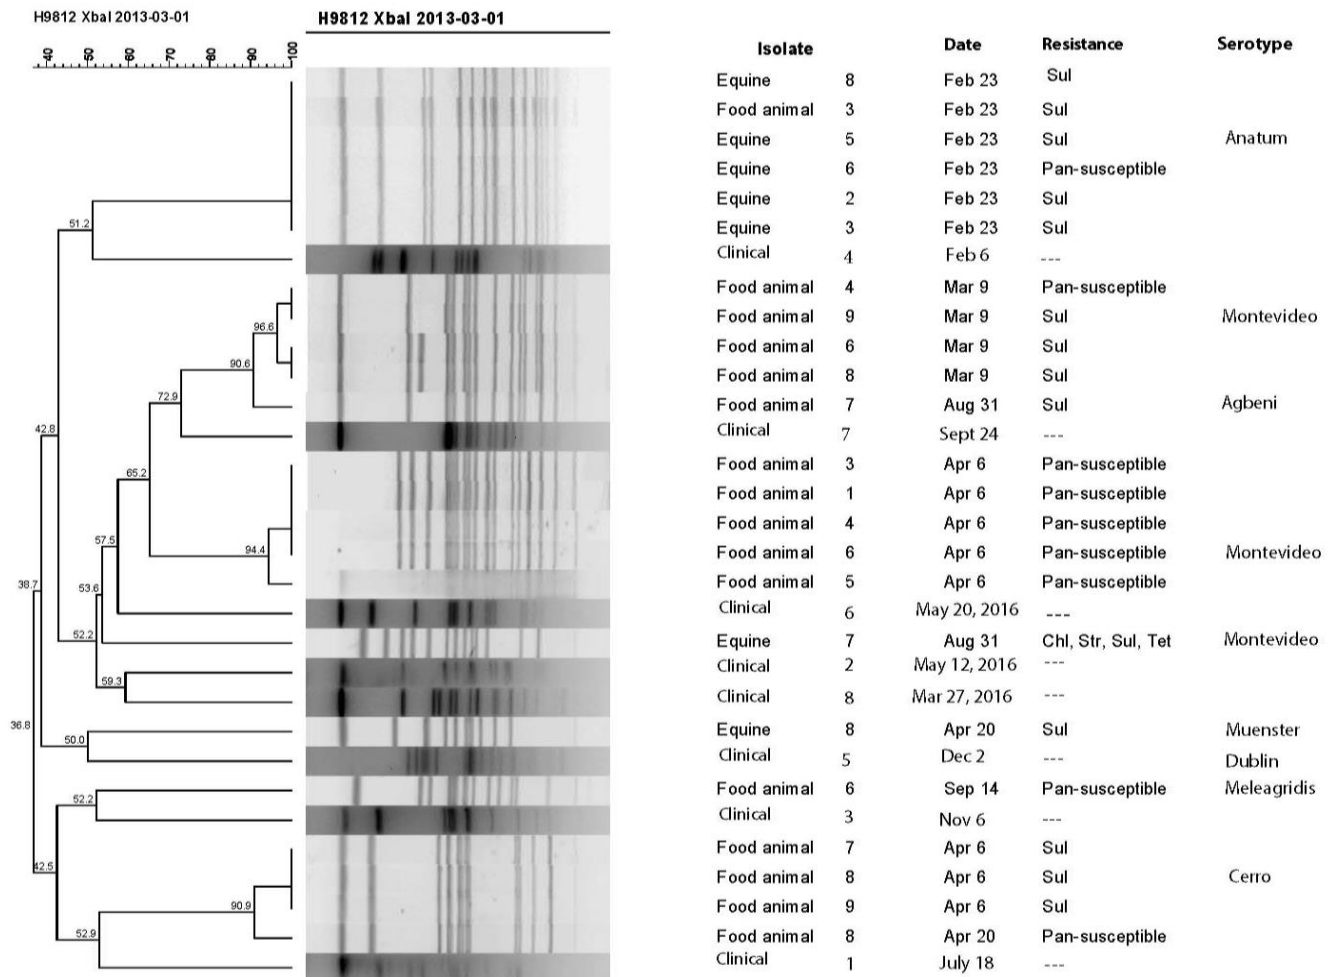 H9812 XbaI 2013-03-01 H9812 XbaI 2013-03-01
40 50 60 70 80 90 100
Isolate Date Resistance Serotype
Equine 8 Feb 23 Sul
Food animal 3 Feb 23 Sul
Equine 5 Feb 23 Sul Anatum
Equine 6 Feb 23 Pan-susceptible
Equine 2 Feb 23 Sul
51.2 Equine 3 Feb 23 Sul
Clinical 4 Feb 6 ---
Food animal 4 Mar 9 Pan-susceptible
96.6 Food animal 9 Mar 9 Sul Montevideo
Food animal 6 Mar 9 Sul
90.6 Food animal 8 Mar 9 Sul
72.9 Food animal 7 Aug 31 Sul Agbeni
42.8 Clinical 7 Sept 24 ---
Food animal 3 Apr 6 Pan-susceptible
65.2 Food animal 1 Apr 6 Pan-susceptible
Food animal 4 Apr 6 Pan-susceptible
57.5 94.4 Food animal 6 Apr 6 Pan-susceptible Montevideo
38.7 53.6 Food animal 5 Apr 6 Pan-susceptible
Clinical 6 May 20, 2016 ---
52.2 Equine 7 Aug 31 Chl, Str, Sul, Tet Montevideo
Clinical 2 May 12, 2016 ---
59.3 Clinical 8 Mar 27, 2016 ---
36.8 Equine 8 Apr 20 Sul Muenster
50.0 Clinical 5 Dec 2 --- Dublin
Food animal 6 Sep 14 Pan-susceptible Meleagridis
52.2 Clinical 3 Nov 6 ---
Food animal 7 Apr 6 Sul
42.5 Food animal 8 Apr 6 Sul Cerro
90.9 Food animal 9 Apr 6 Sul
52.9 Food animal 8 Apr 20 Pan-susceptible
Clinical 1 July 18 ---